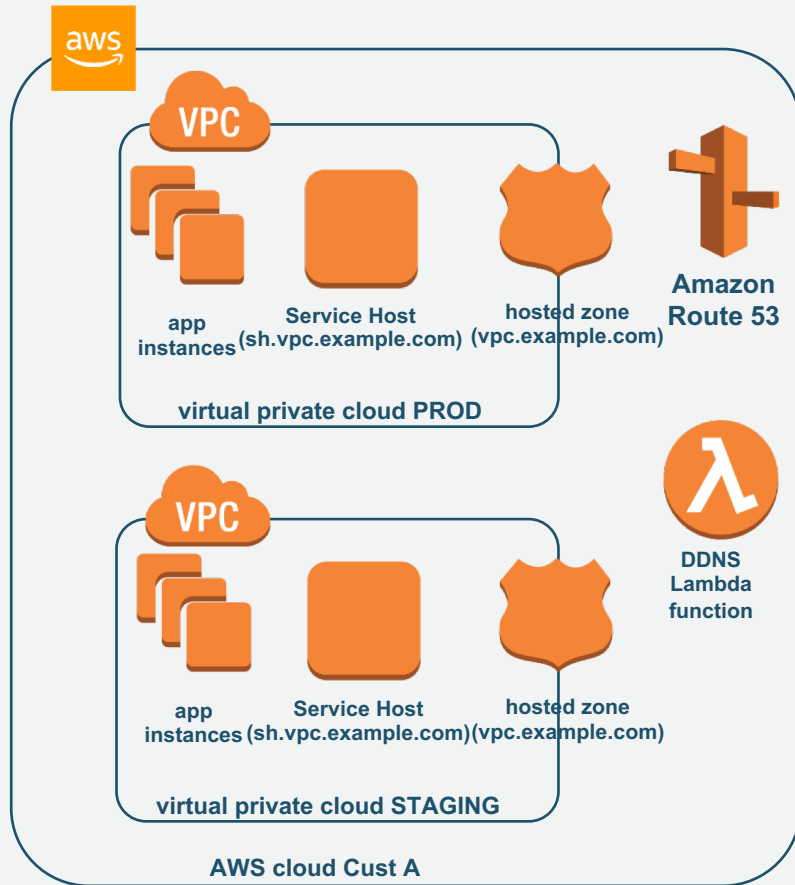 aws
VPC
Amazon
Route 53
app
instances
Service Host
(sh.vpc.example.com)
hosted zone
(vpc.example.com)
virtual private cloud PROD
VPC
DDNS
Lambda
function
app
instances
Service Host
(sh.vpc.example.com)
hosted zone
(vpc.example.com)
virtual private cloud STAGING
AWS cloud Cust A